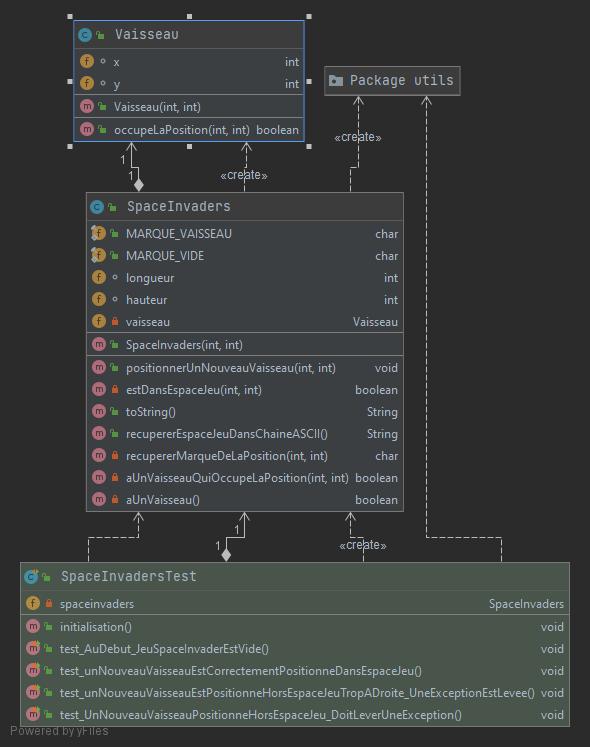 Vaisseau
x int
y int
Vaisseau(int, int)
occupeLaPosition(int, int) boolean
Package utils
«create»
1
1
«create»
SpaceInvaders
MARQUE_VAISSEAU char
MARQUE_VIDE char
longueur int
hauteur int
vaisseau Vaisseau
SpaceInvaders(int, int)
positionnerUnNouveauVaisseau(int, int) void
estDansEspaceJeu(int, int) boolean
toString() String
recupererEspaceJeuDansChaineASCII() String
recupererMarqueDeLaPosition(int, int) char
aUnVaisseauQuiOccupeLaPosition(int, int) boolean
aUnVaisseau() boolean
1
1
«create»
SpaceInvadersTest
spaceinvaders SpaceInvaders
initialisation() void
test_AuDebut_JeuSpaceInvaderEstVide() void
test_unNouveauVaisseauEstCorrectementPositionneDansEspaceJeu() void
test_unNouveauVaisseauEstPositionneHorsEspaceJeuTropADroite_UneExceptionEstLevee() void
test_UnNouveauVaisseauPositionneHorsEspaceJeu_DoitLeverUneException() void
Powered by yFiles